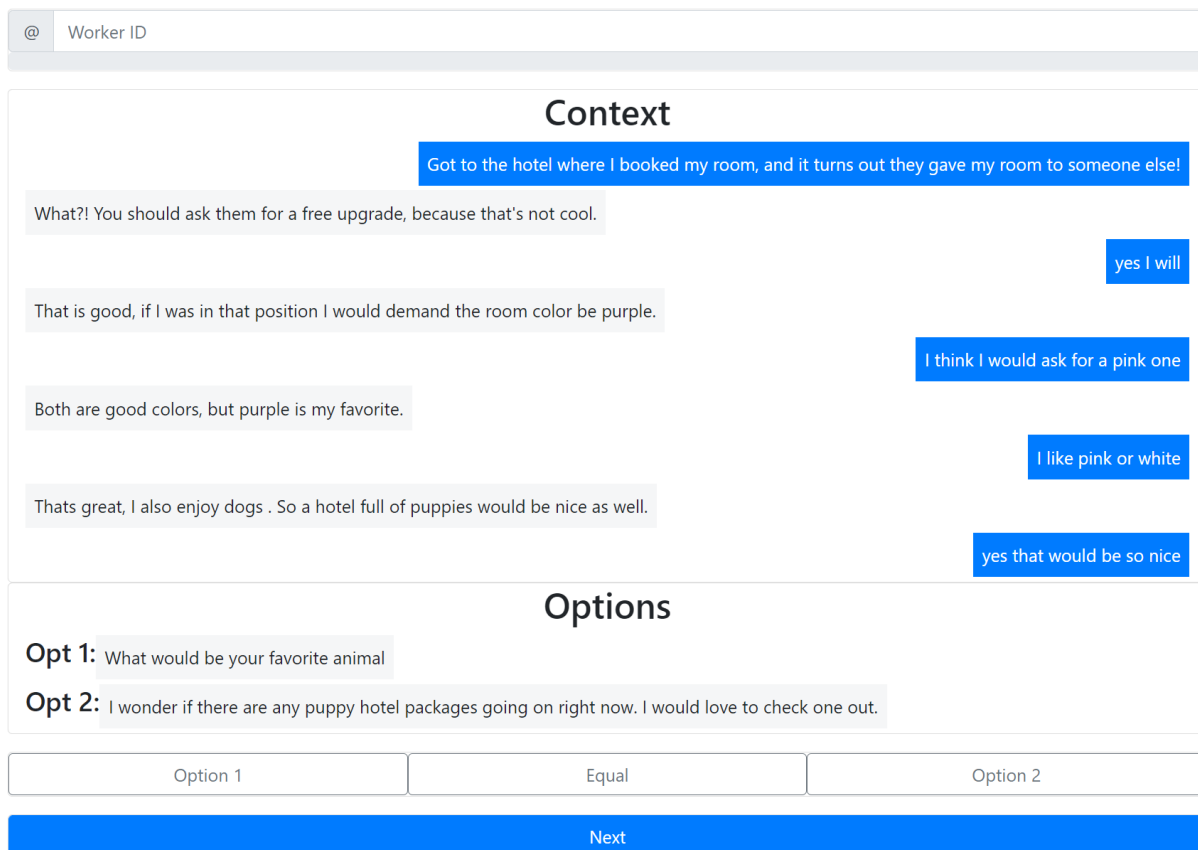 @ Worker ID
Context
Got to the hotel where I booked my room, and it turns out they gave my room to someone else!
What?! You should ask them for a free upgrade, because that's not cool.
yes I will
That is good, if I was in that position I would demand the room color be purple.
I think I would ask for a pink one
Both are good colors, but purple is my favorite.
I like pink or white
Thats great, I also enjoy dogs . So a hotel full of puppies would be nice as well.
yes that would be so nice
Options
Opt 1: What would be your favorite animal
Opt 2: I wonder if there are any puppy hotel packages going on right now. I would love to check one out.
Option 1 Equal Option 2
Next